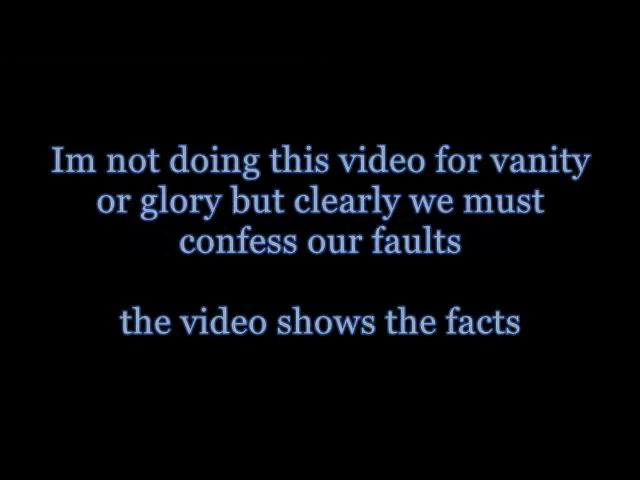 Im not doing this video for vanity
or glory but clearly we must
confess our faults
the video shows the facts